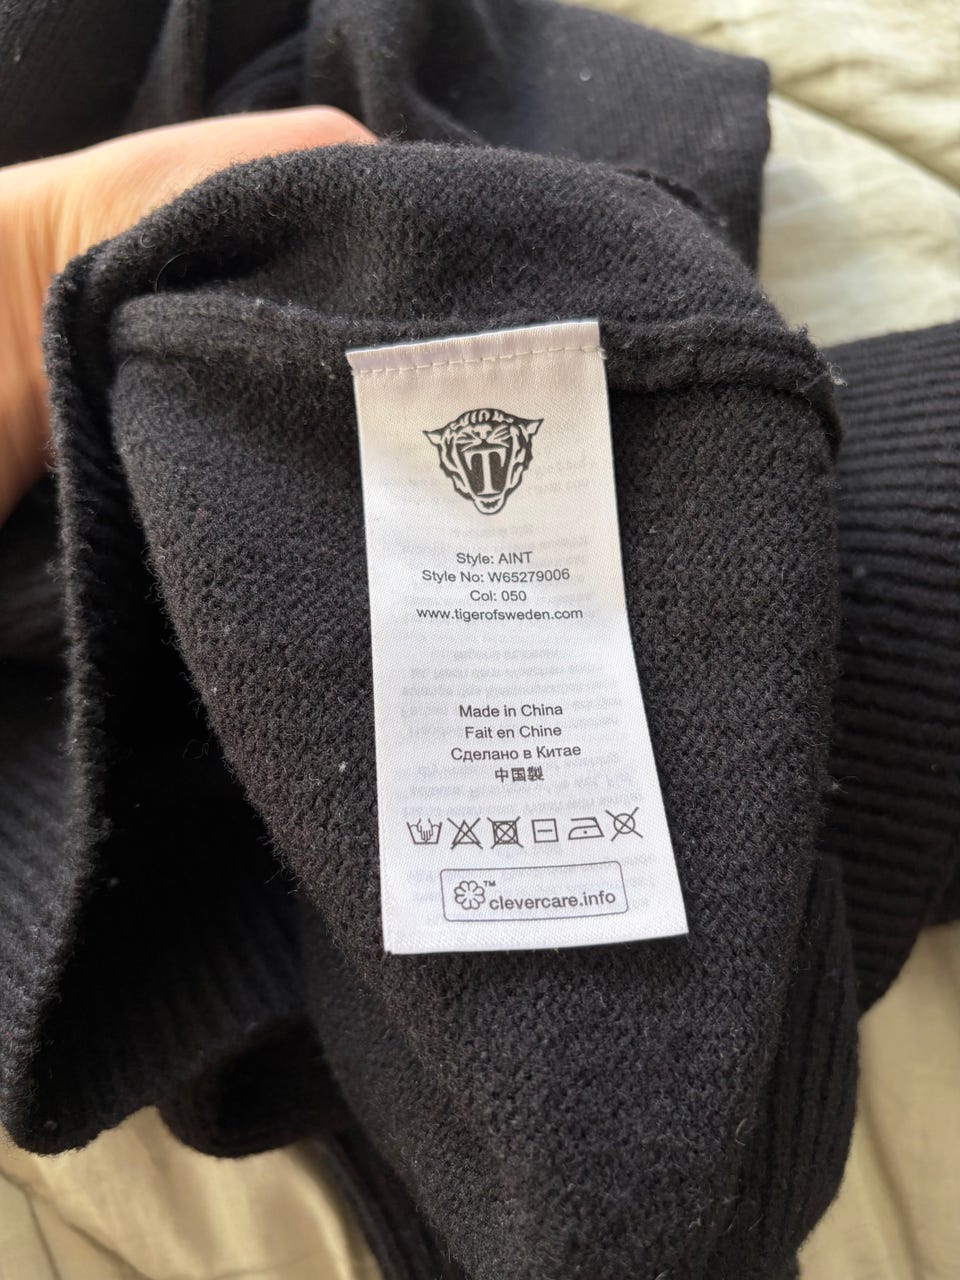 T
Style: AINT
Style No: W65279006
Col: 050
www.tigerofsweden.com
Made in China
Fait en Chine
Сделано в Китае
中国製
™ clevercare.info